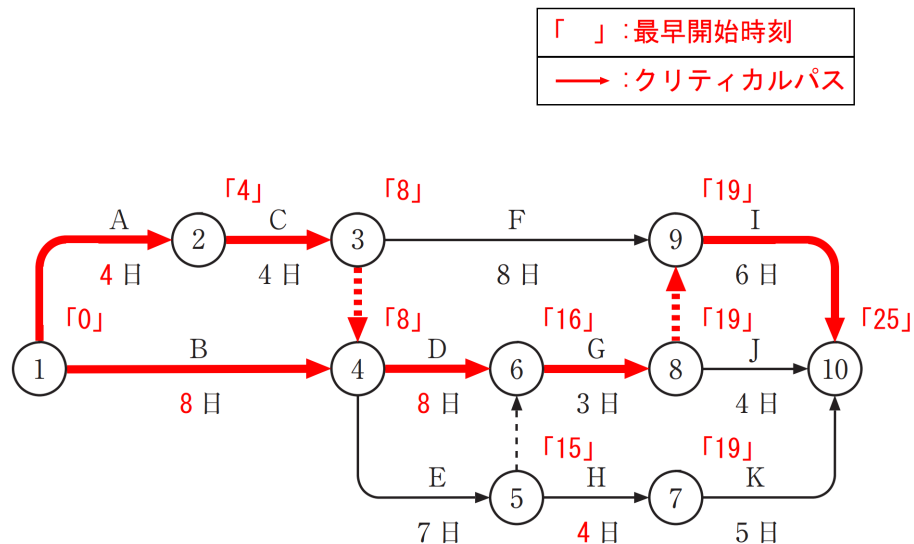 「 」:最早開始時刻
:クリティカルパス
「4」 「8」 「19」
A C F I
2 3 9
4日 4日 8日 6日
「0」 「8」 「16」 「19」 「25」
B D G J
1 4 6 8 10
8日 8日 3日 4日
「15」 「19」
E H K
5 7
7日 4日 5日